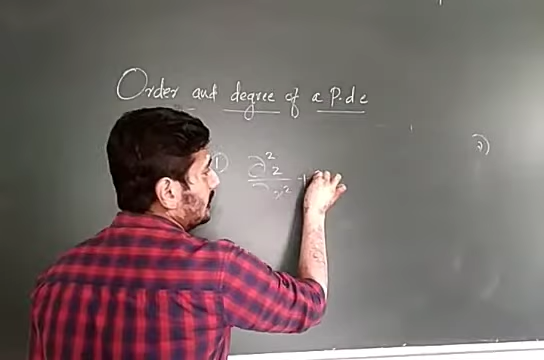 Order and degree of a P.d.e
① ∂²z
∂x² +
2)